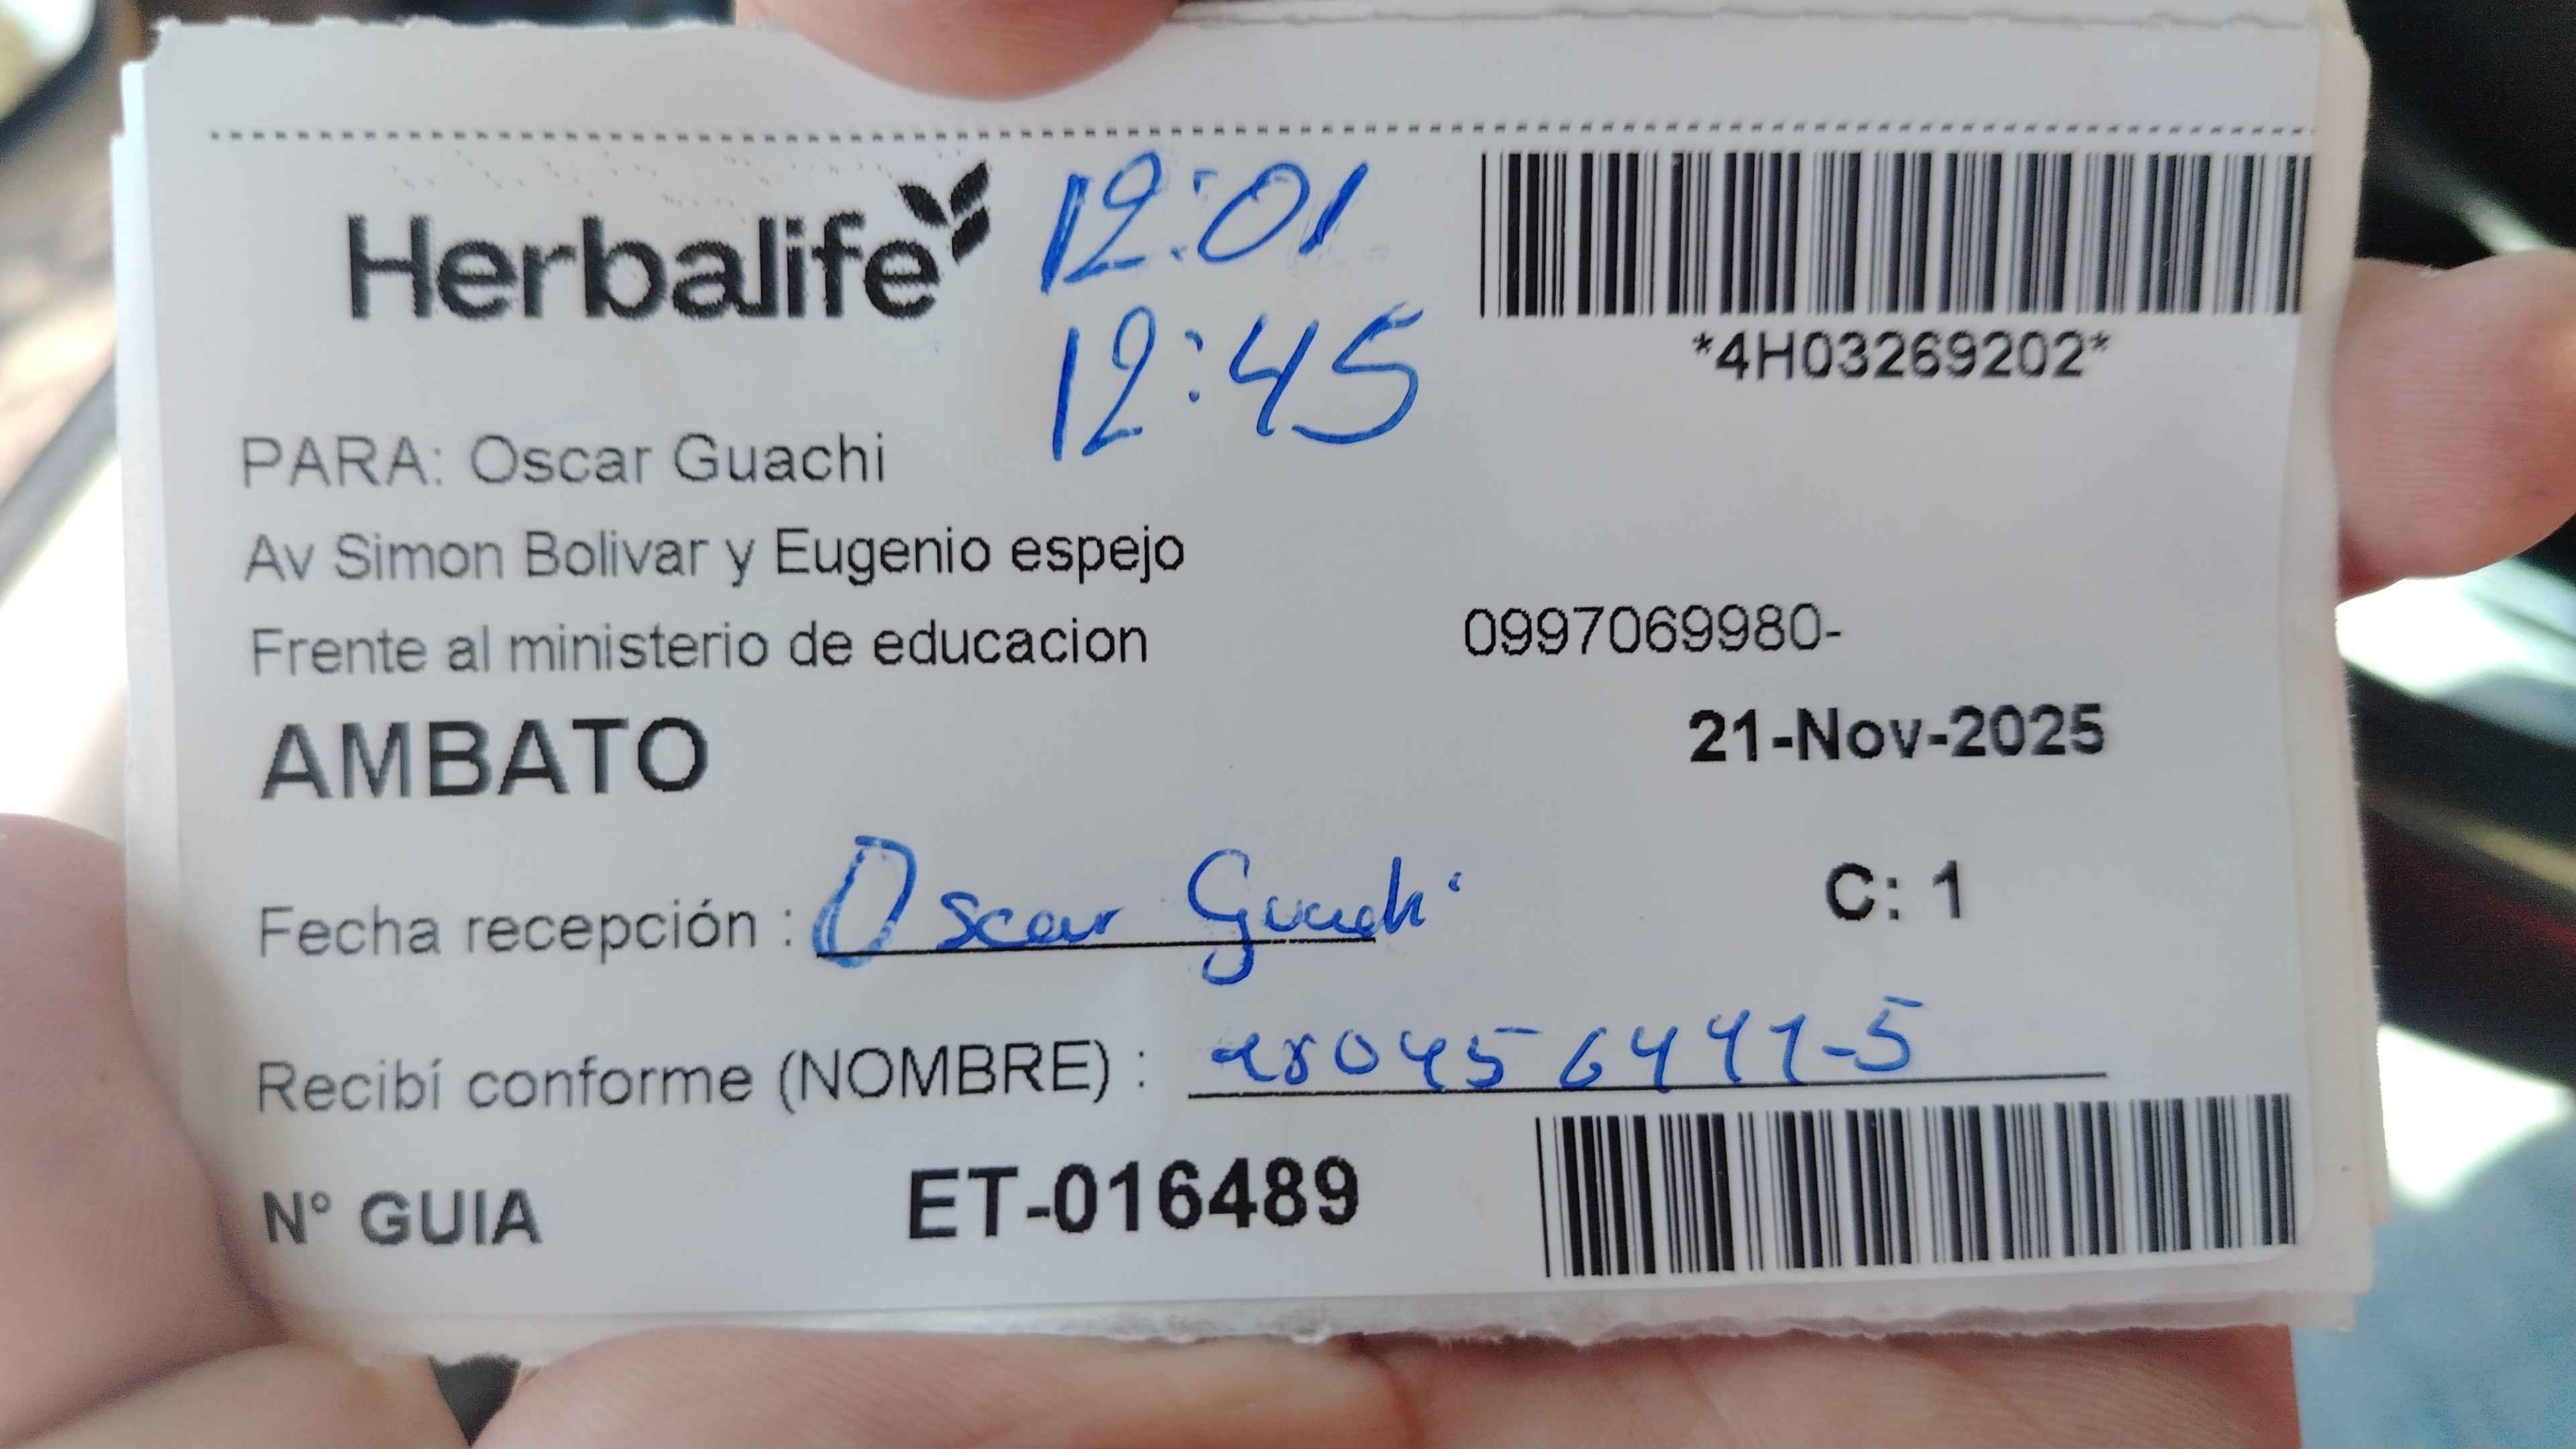 Herbalife
12:01
12:45
*4H03269202*
PARA: Oscar Guachi
Av Simon Bolivar y Eugenio espejo
Frente al ministerio de educacion
0997069980-
AMBATO
21-Nov-2025
Fecha recepción : Oscar Guachi
C: 1
Recibí conforme (NOMBRE) :
N° GUIA ET-016489